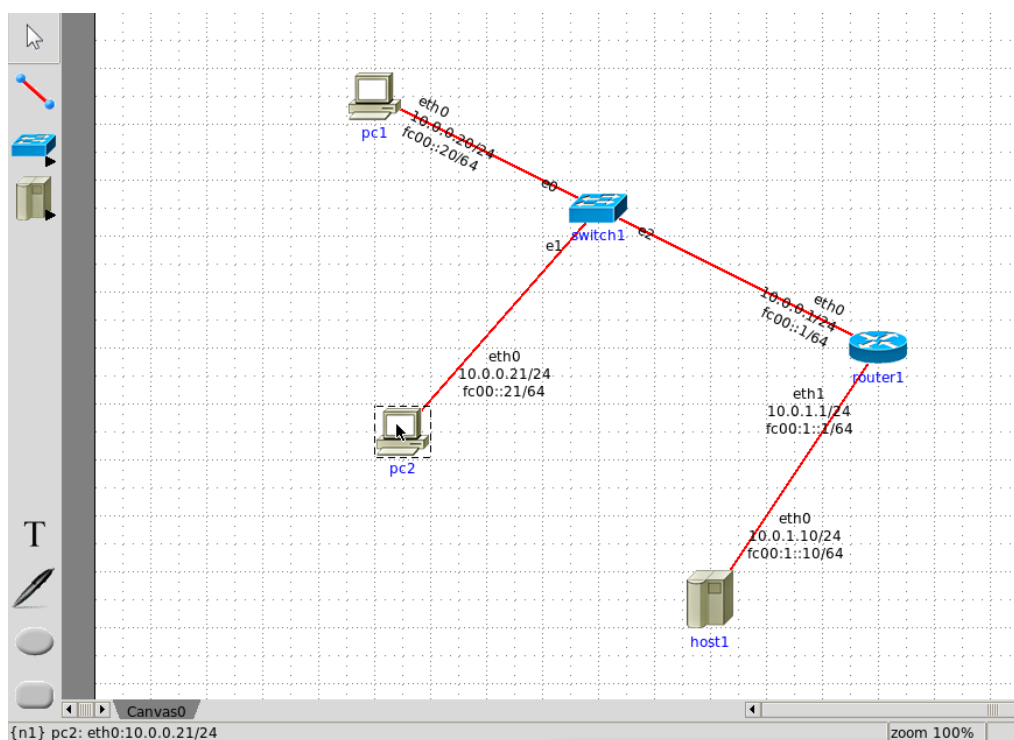 eth0
10.0.0.20/24
fc00::20/64
pc1
e0
switch1
e1
e2
eth0
10.0.0.1/24
fc00::1/64
router1
eth0
10.0.0.21/24
fc00::21/64
pc2
eth1
10.0.1.1/24
fc00:1::1/64
eth0
10.0.1.10/24
fc00:1::10/64
host1
T
Canvas0
{n1} pc2: eth0:10.0.0.21/24
zoom 100%